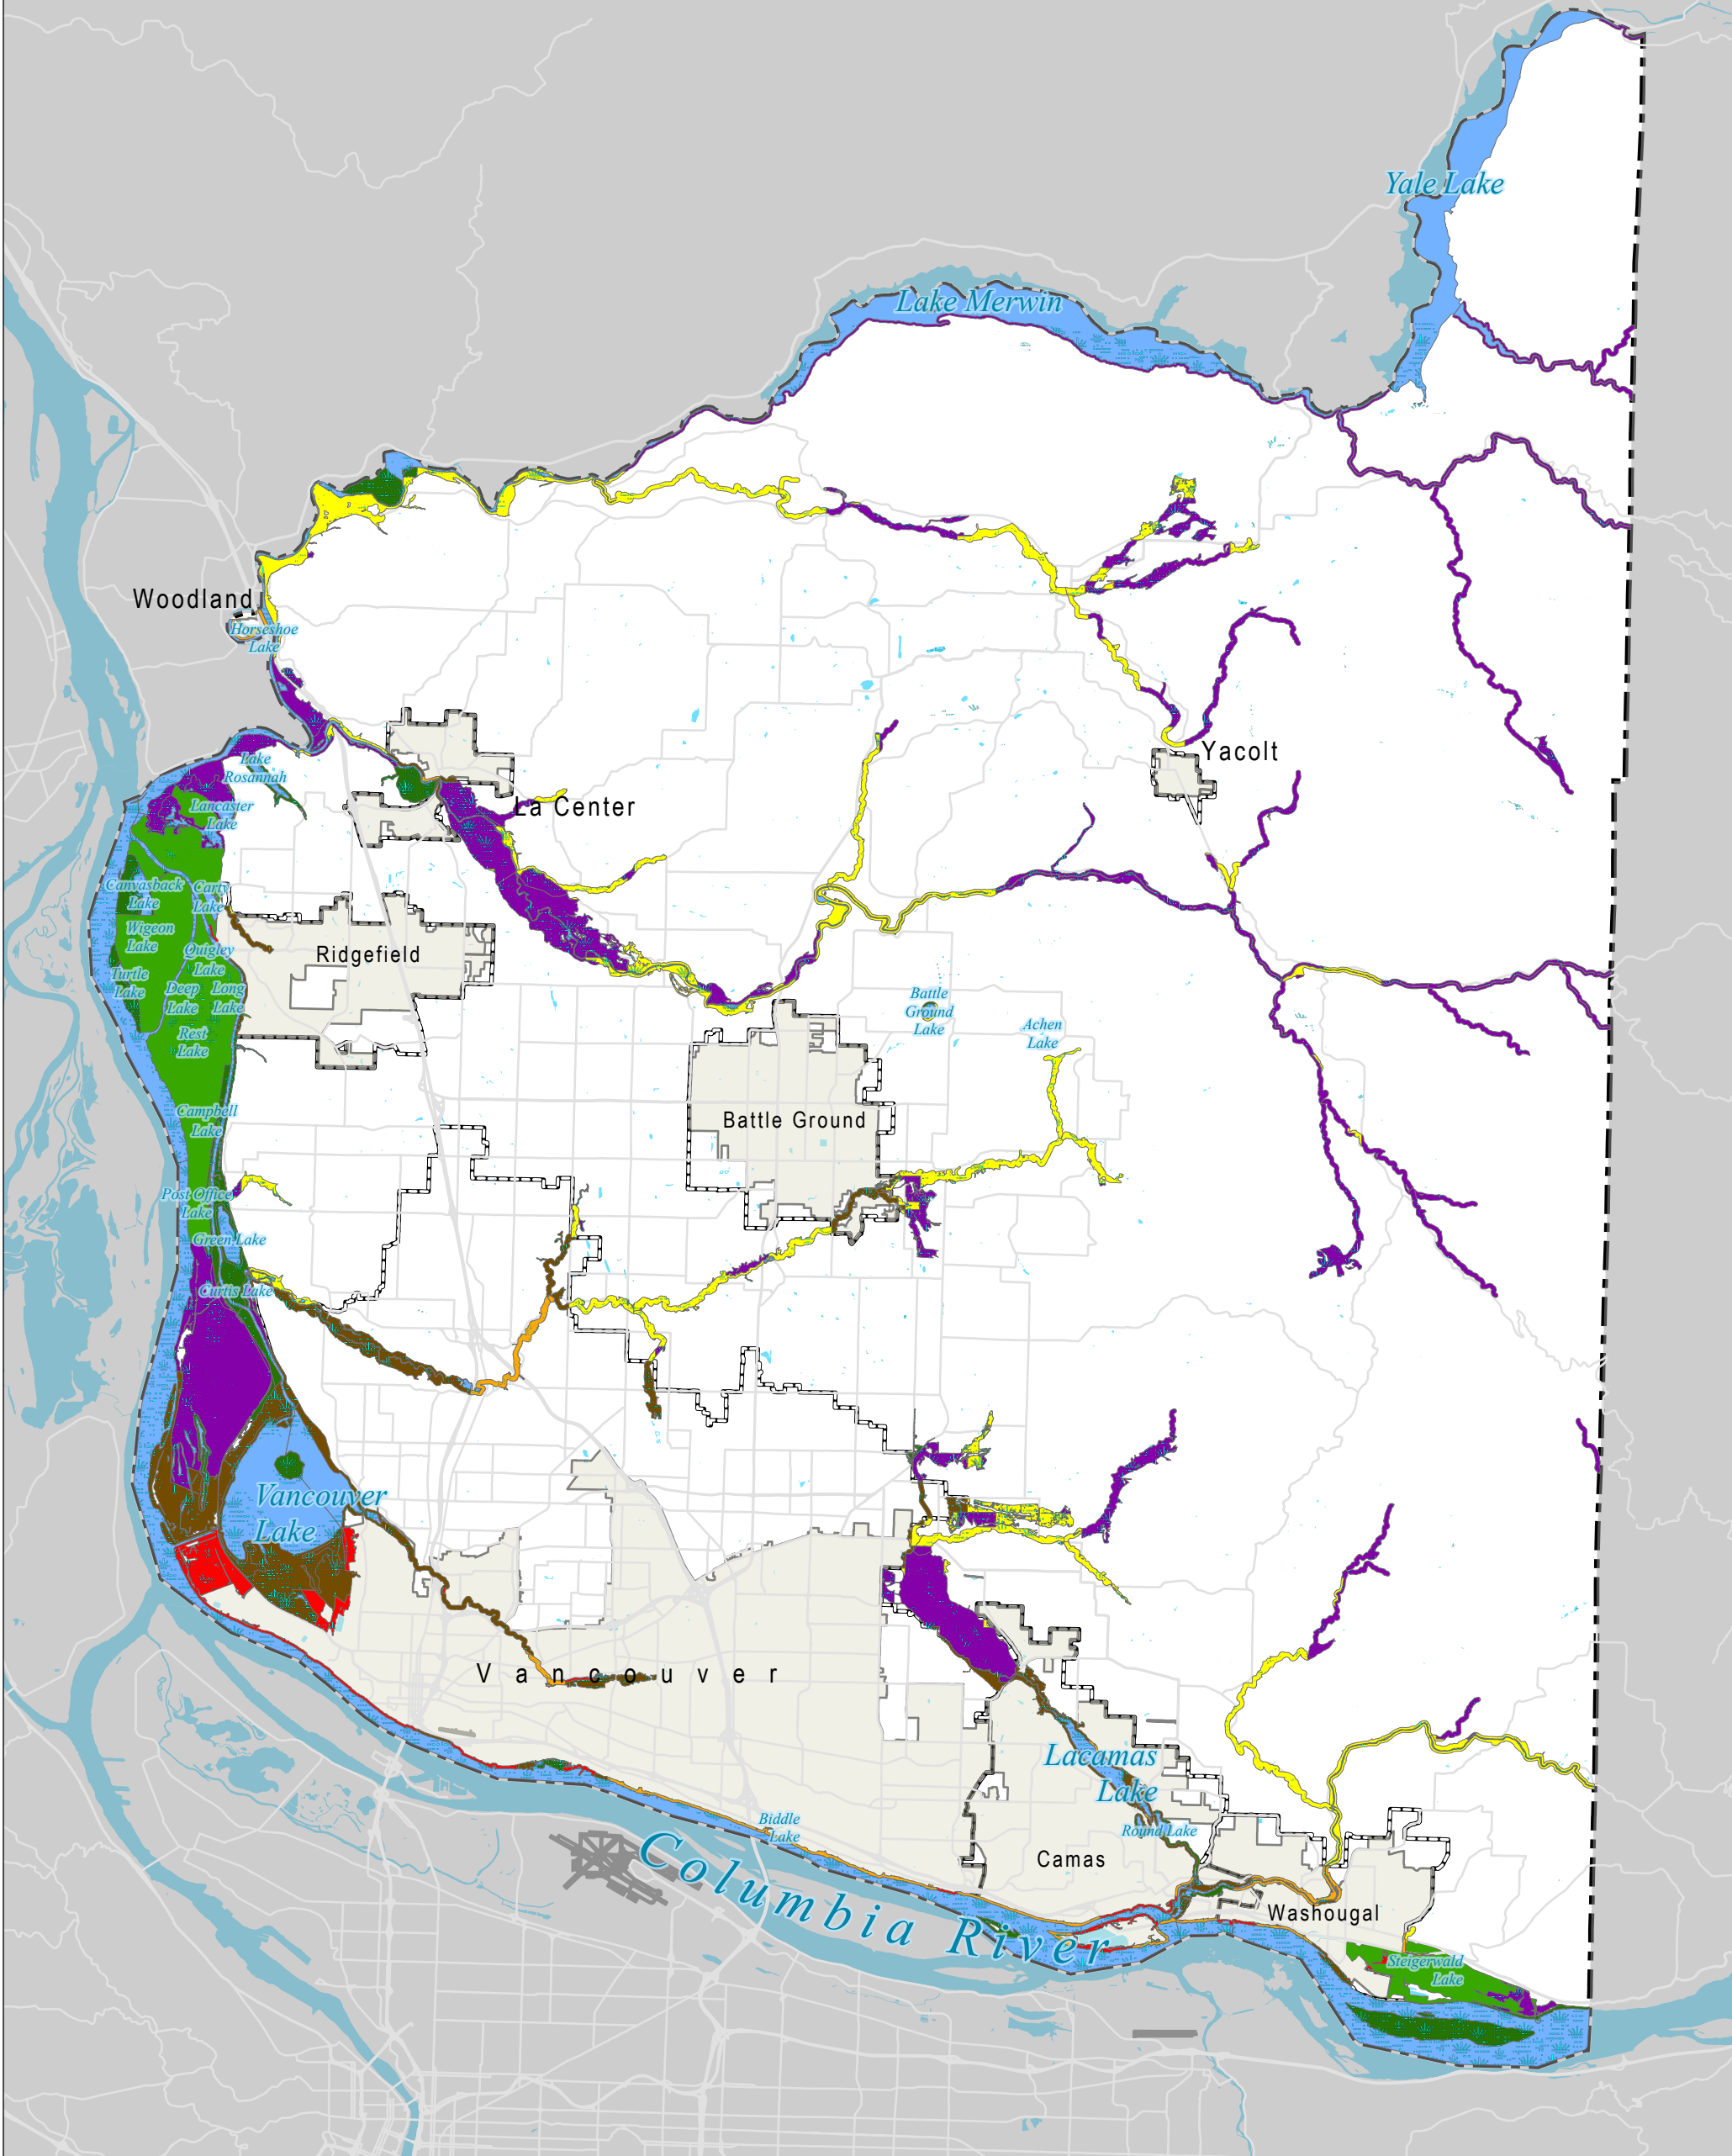 Yale Lake
Lake Merwin
Woodland
Horseshoe
Lake
Lake
Rosannah
Yacolt
Lancaster
Lake
La Center
Canvasback
Lake
Carty
Lake
Wigeon
Lake
Ridgefield
Quigley
Lake
Turtle
Lake
Deep
Lake
Long
Lake
Battle
Ground
Lake
Achen
Lake
Rest
Lake
Campbell
Lake
Battle Ground
Post Office
Lake
Green Lake
Curtis Lake
Vancouver
Lake
Vancouver
Lacamas
Lake
Biddle
Lake
Round Lake
Camas
Columbia River
Washougal
Steigerwald
Lake